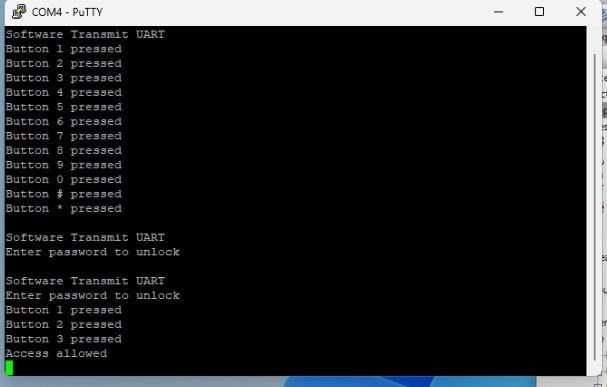 COM4 - PuTTY
Software Transmit UART
Button 1 pressed
Button 2 pressed
Button 3 pressed
Button 4 pressed
Button 5 pressed
Button 6 pressed
Button 7 pressed
Button 8 pressed
Button 9 pressed
Button 0 pressed
Button # pressed
Button * pressed
Software Transmit UART
Enter password to unlock
Software Transmit UART
Enter password to unlock
Button 1 pressed
Button 2 pressed
Button 3 pressed
Access allowed